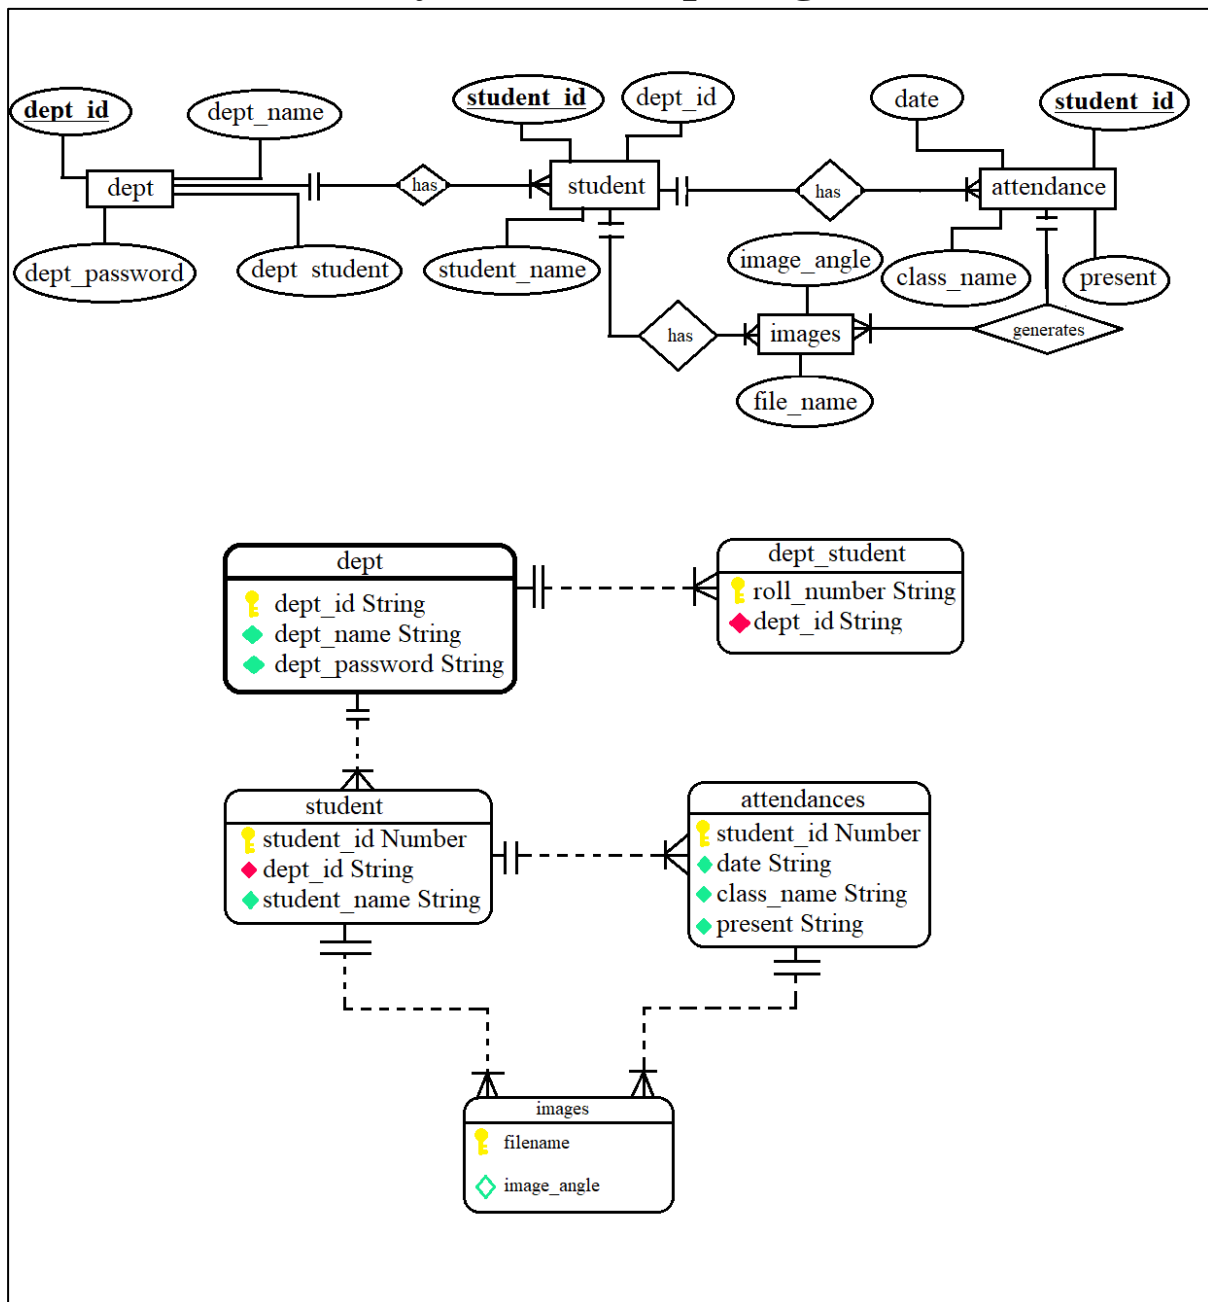 dept_id
dept_name
student_id
dept_id
date
student_id
dept
has
student
has
attendance
dept_password
dept_student
student_name
image_angle
class_name
present
has
images
generates
file_name
dept
dept_id String
dept_name String
dept_password String
dept_student
roll_number String
dept_id String
student
student_id Number
dept_id String
student_name String
attendances
student_id Number
date String
class_name String
present String
images
filename
image_angle